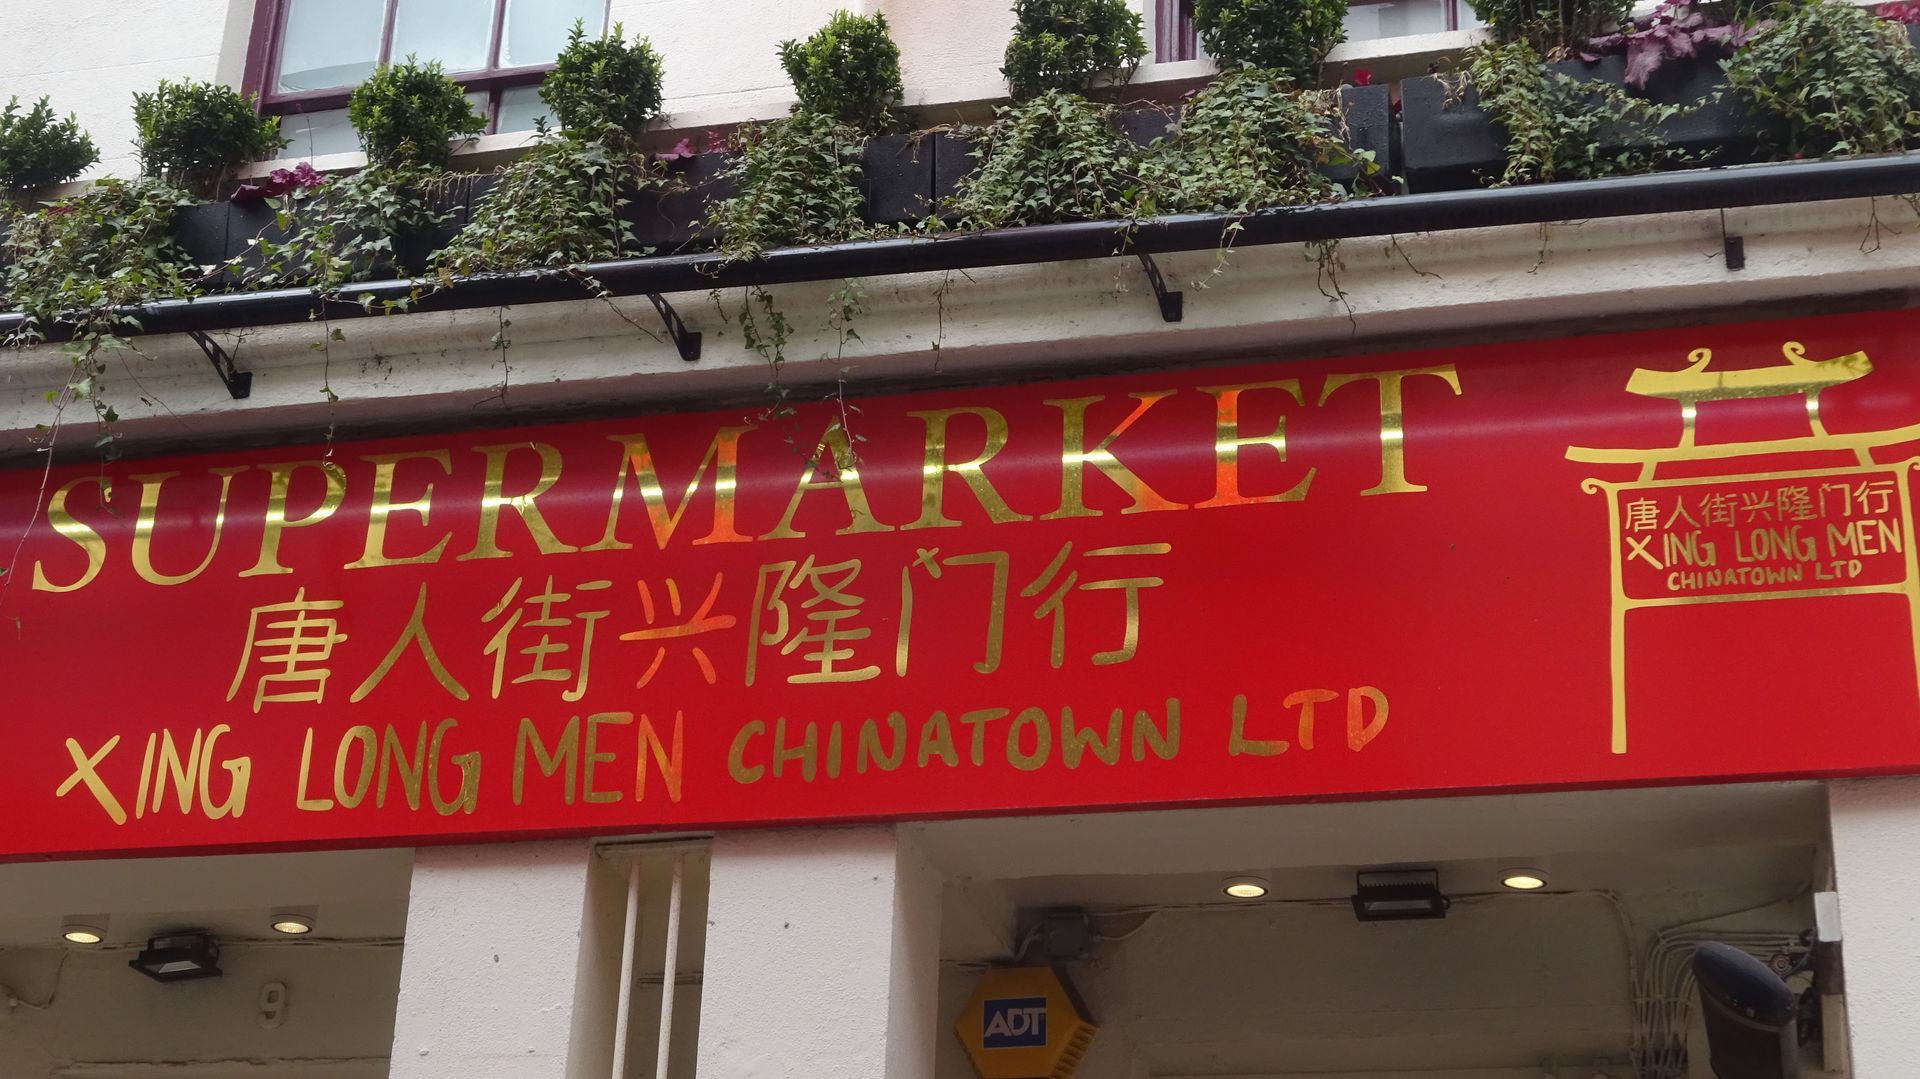 SUPERMARKET
唐人街兴隆门行
XING LONG MEN CHINATOWN LTD
唐人街兴隆门行
XING LONG MEN
CHINATOWN LTD
9
ADT